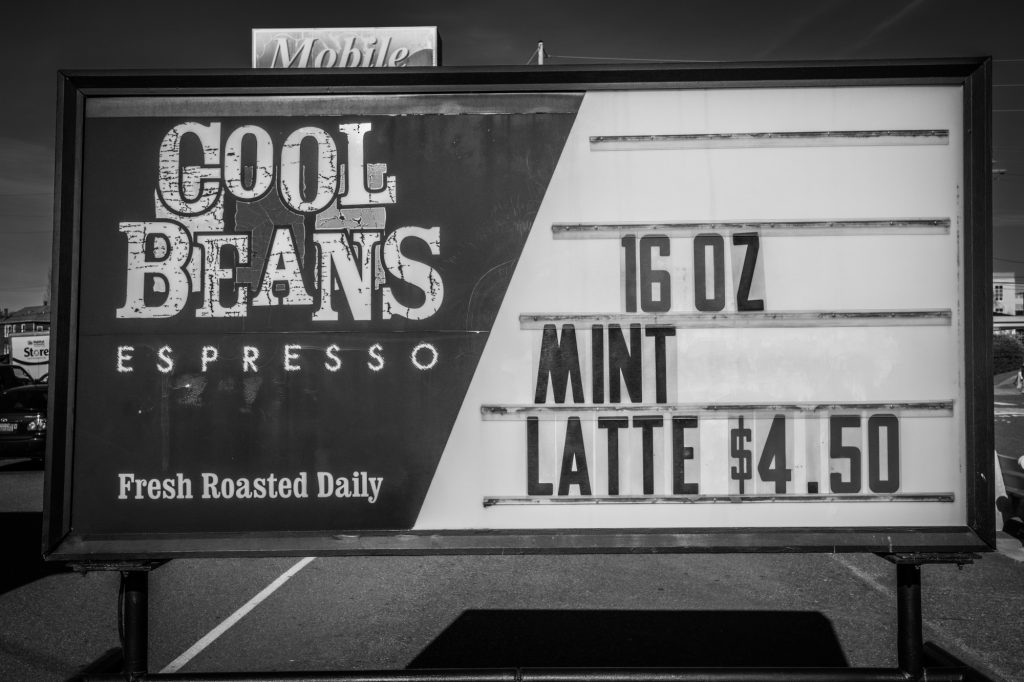 Mobile
COOL
BEANS
ESPRESSO
Fresh Roasted Daily
16 OZ
MINT
LATTE $4.50
Store